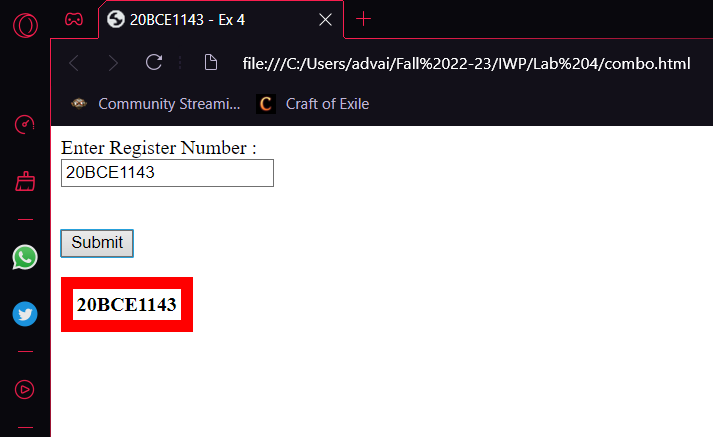 20BCE1143 - Ex 4
file:///C:/Users/advai/Fall%2022-23/IWP/Lab%204/combo.html
Community Streami...
C Craft of Exile
Enter Register Number :
20BCE1143
Submit
20BCE1143